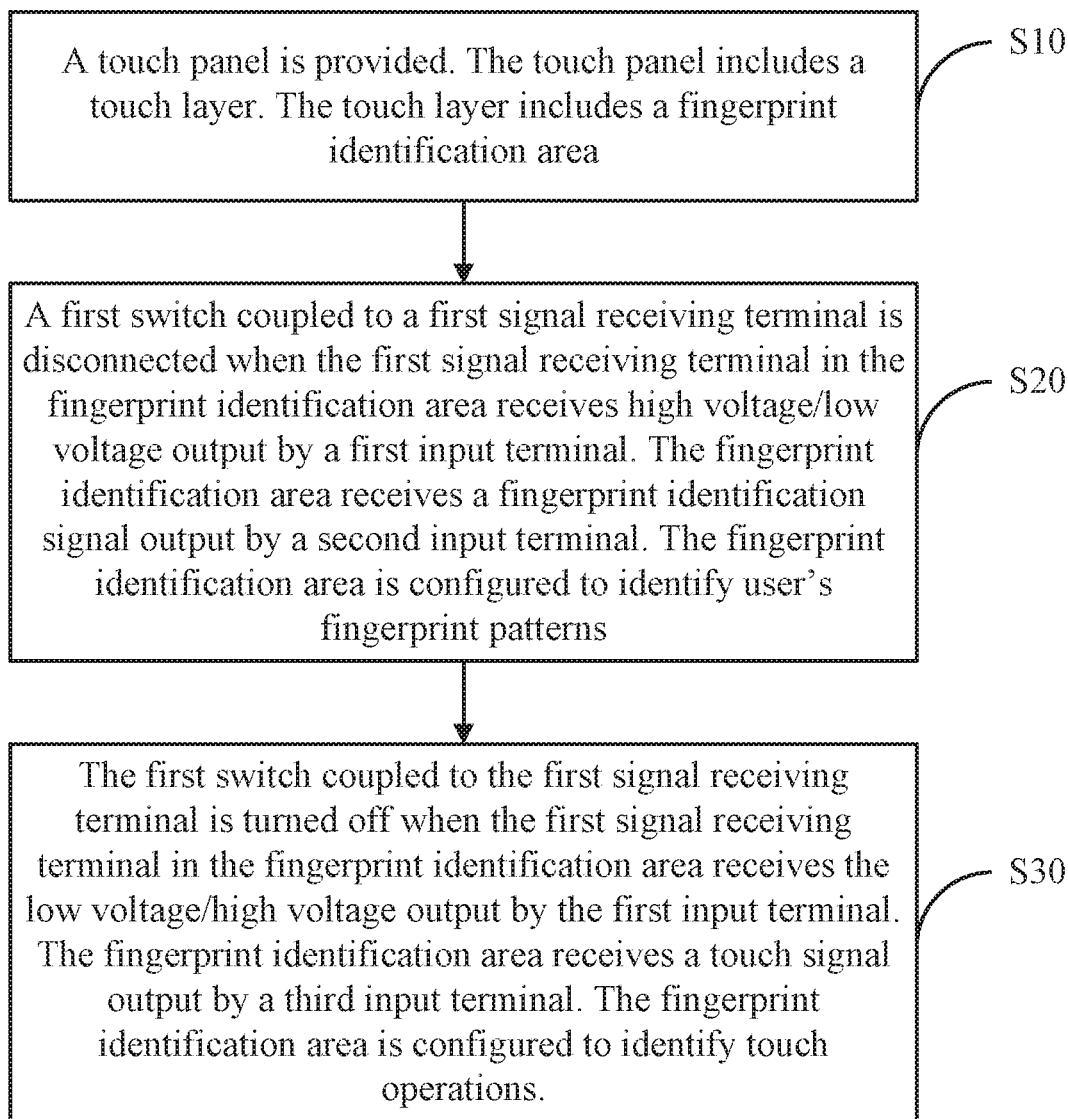 A touch panel is provided. The touch panel includes a
touch layer. The touch layer includes a fingerprint
identification area
S10
A first switch coupled to a first signal receiving terminal is
disconnected when the first signal receiving terminal in the
fingerprint identification area receives high voltage/low
voltage output by a first input terminal. The fingerprint
identification area receives a fingerprint identification
signal output by a second input terminal. The fingerprint
identification area is configured to identify user’s
fingerprint patterns
S20
The first switch coupled to the first signal receiving
terminal is turned off when the first signal receiving
terminal in the fingerprint identification area receives the
low voltage/high voltage output by the first input terminal.
The fingerprint identification area receives a touch signal
output by a third input terminal. The fingerprint
identification area is configured to identify touch
operations.
S30